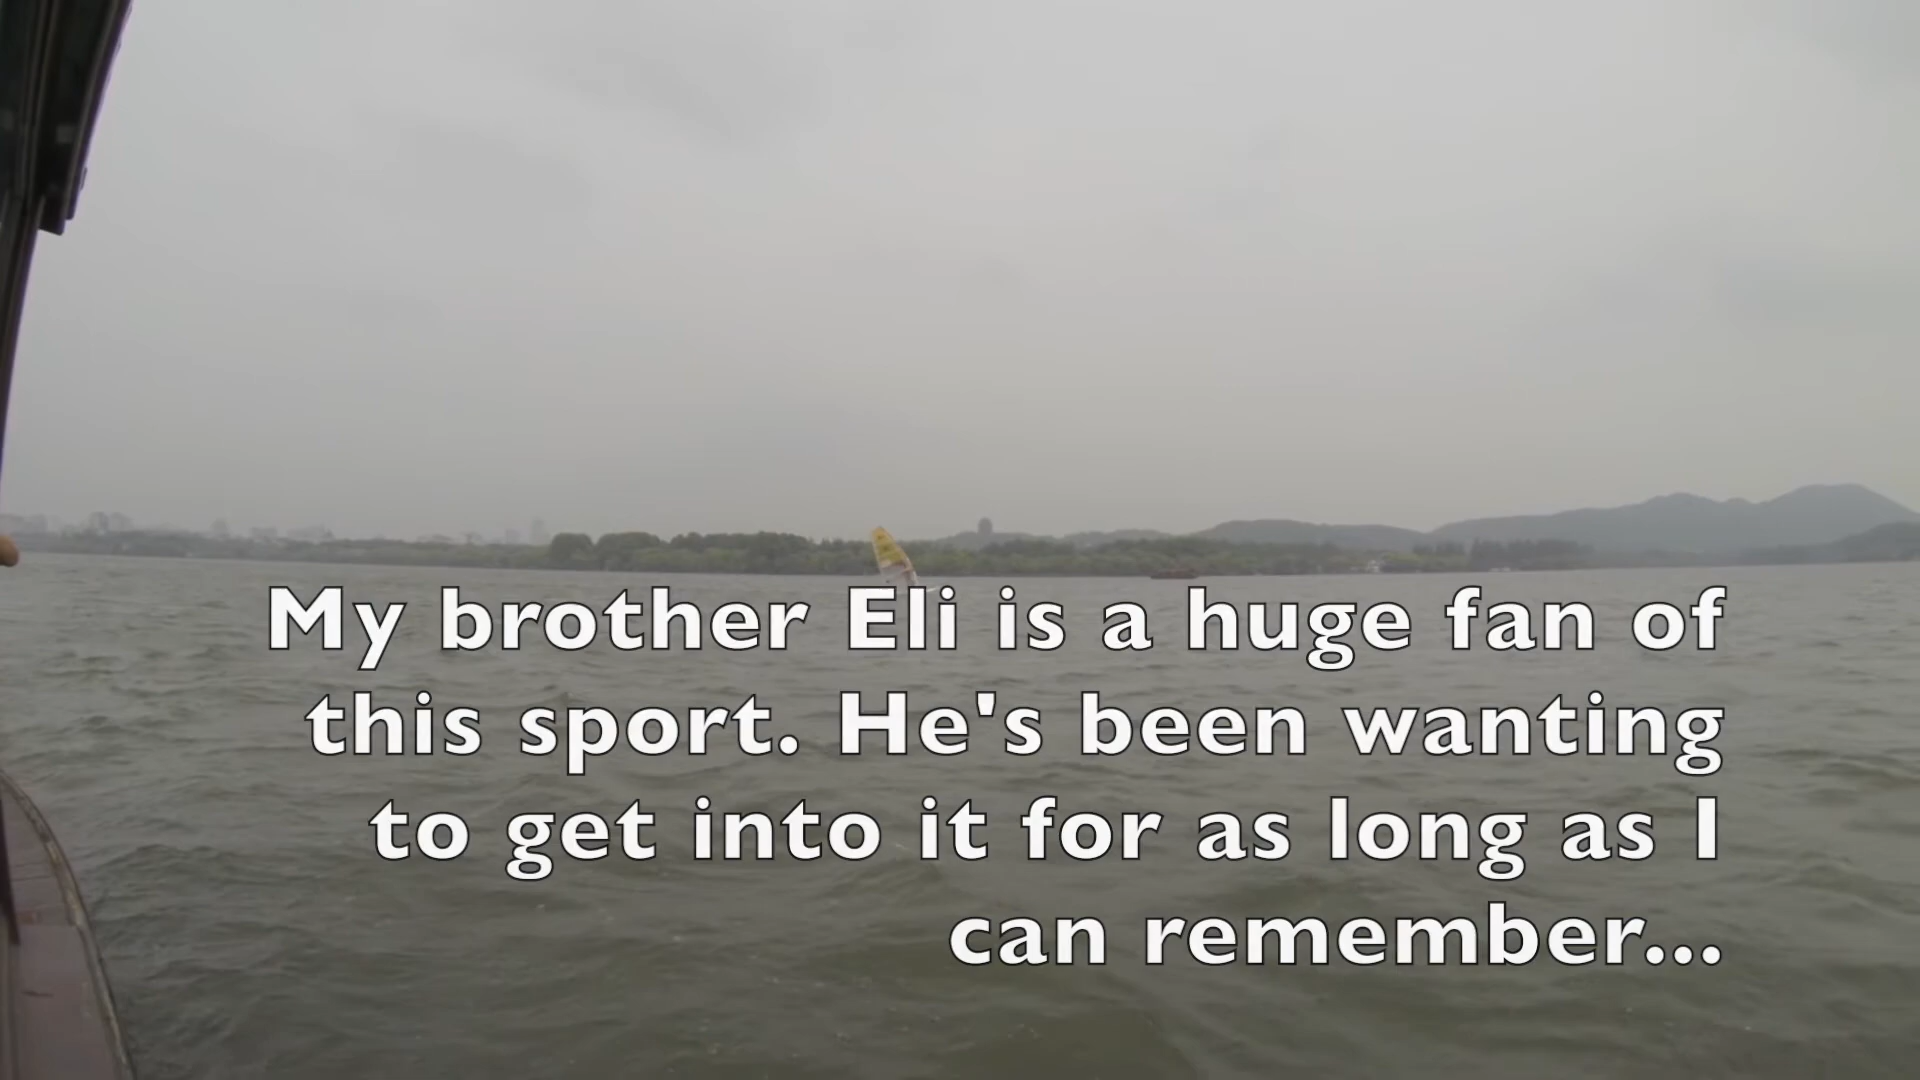 My brother Eli is a huge fan of
this sport. He's been wanting
to get into it for as long as I
can remember...